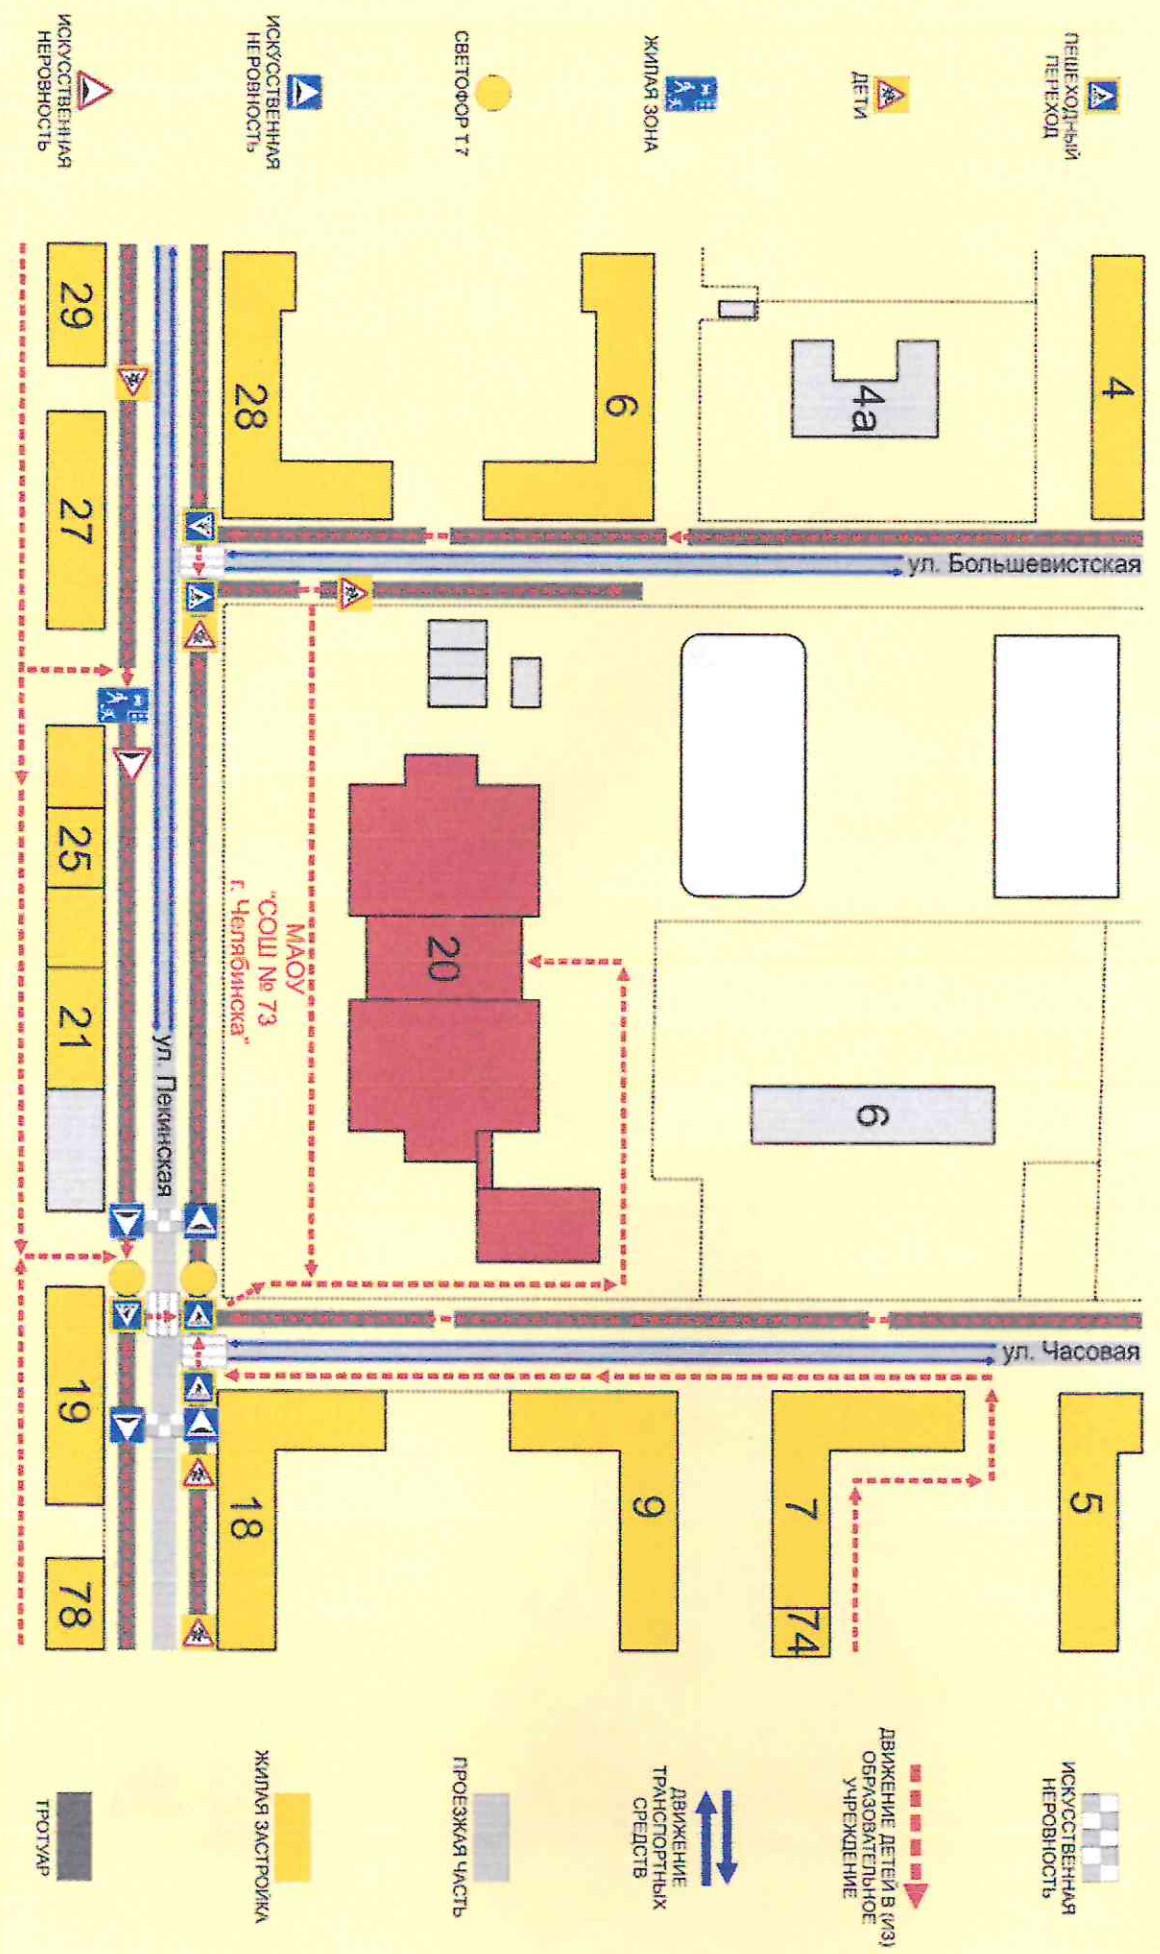 ПЕШЕХОДНЫЙ
ПЕРЕХОД
ДЕТИ
ЖИЛАЯ ЗОНА
СВЕТОФОР Т7
ИСКУССТВЕННАЯ
НЕРОВНОСТЬ
ИСКУССТВЕННАЯ
НЕРОВНОСТЬ
4
4а
6
28
29
27
25
21
19
78
ул. Большевистская
ул. Пекинская
ул. Часовая
20
МАОУ
"СОШ № 73
г. Челябинска"
6
5
7
74
9
18
ИСКУССТВЕННАЯ
НЕРОВНОСТЬ
ДВИЖЕНИЕ ДЕТЕЙ В (ИЗ)
ОБРАЗОВАТЕЛЬНОЕ
УЧРЕЖДЕНИЕ
ДВИЖЕНИЕ
ТРАНСПОРТНЫХ
СРЕДСТВ
ПРОЕЗЖАЯ ЧАСТЬ
ЖИЛАЯ ЗАСТРОЙКА
ТРОТУАР